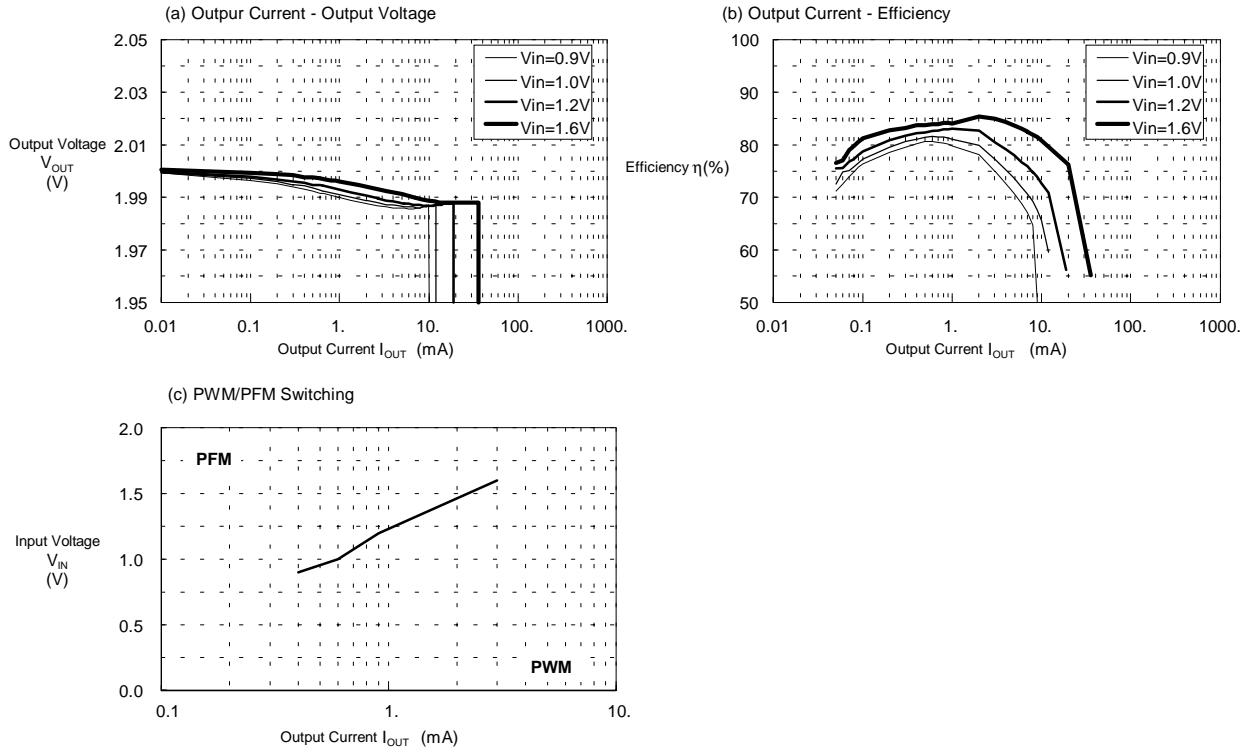 (a) Outpur Current - Output Voltage
2.05
2.03
2.01
1.99
1.97
1.95
Output Voltage
VOUT
(V)
Vin=0.9V
Vin=1.0V
Vin=1.2V
Vin=1.6V
0.01 0.1 1. 10. 100. 1000.
Output Current IOUT (mA)
(b) Output Current - Efficiency
100
90
80
70
60
50
Efficiency η(%)
Vin=0.9V
Vin=1.0V
Vin=1.2V
Vin=1.6V
0.01 0.1 1. 10. 100. 1000.
Output Current IOUT (mA)
(c) PWM/PFM Switching
2.0
1.5
1.0
0.5
0.0
Input Voltage
VIN
(V)
PFM
PWM
0.1 1. 10.
Output Current IOUT (mA)